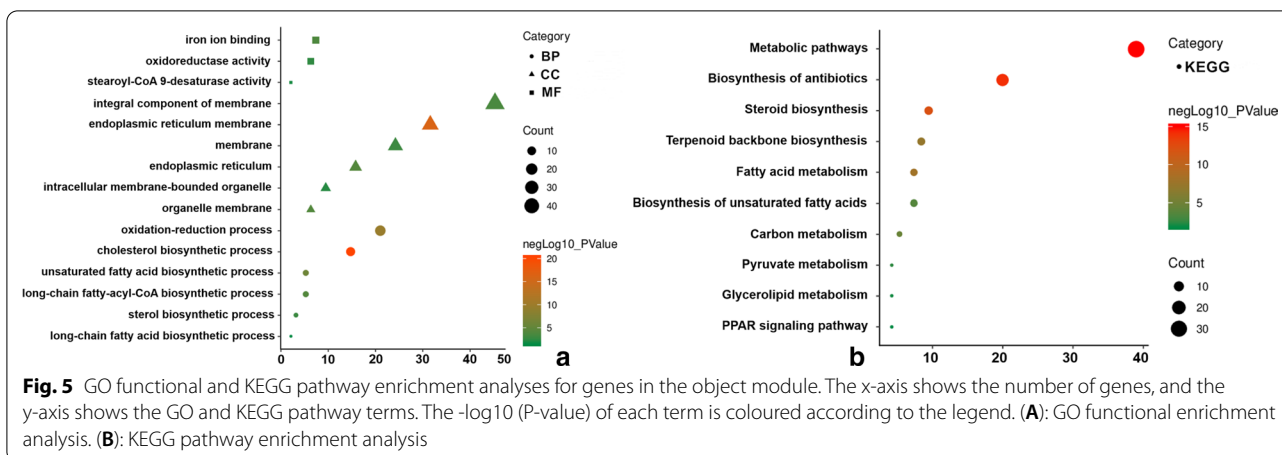 iron ion binding
oxidoreductase activity
stearoyl-CoA 9-desaturase activity
integral component of membrane
endoplasmic reticulum membrane
membrane
endoplasmic reticulum
intracellular membrane-bounded organelle
organelle membrane
oxidation-reduction process
cholesterol biosynthetic process
unsaturated fatty acid biosynthetic process
long-chain fatty-acyl-CoA biosynthetic process
sterol biosynthetic process
long-chain fatty acid biosynthetic process
0 10 20 30 40 50
Category
BP
CC
MF
Count
10
20
30
40
negLog10_PValue
20
15
10
5
a
Metabolic pathways
Biosynthesis of antibiotics
Steroid biosynthesis
Terpenoid backbone biosynthesis
Fatty acid metabolism
Biosynthesis of unsaturated fatty acids
Carbon metabolism
Pyruvate metabolism
Glycerolipid metabolism
PPAR signaling pathway
10 20 30 40
Category
KEGG
negLog10_PValue
15
10
5
Count
10
20
30
b
Fig. 5 GO functional and KEGG pathway enrichment analyses for genes in the object module. The x-axis shows the number of genes, and the
y-axis shows the GO and KEGG pathway terms. The -log10 (P-value) of each term is coloured according to the legend. (A): GO functional enrichment
analysis. (B): KEGG pathway enrichment analysis